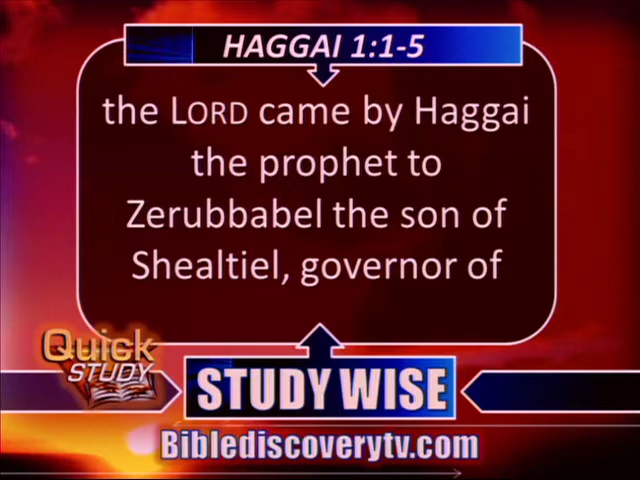 HAGGAI 1:1-5
the LORD came by Haggai
the prophet to
Zerubbabel the son of
Shealtiel, governor of
Quick
STUDY
STUDY WISE
Biblediscoverytv.com